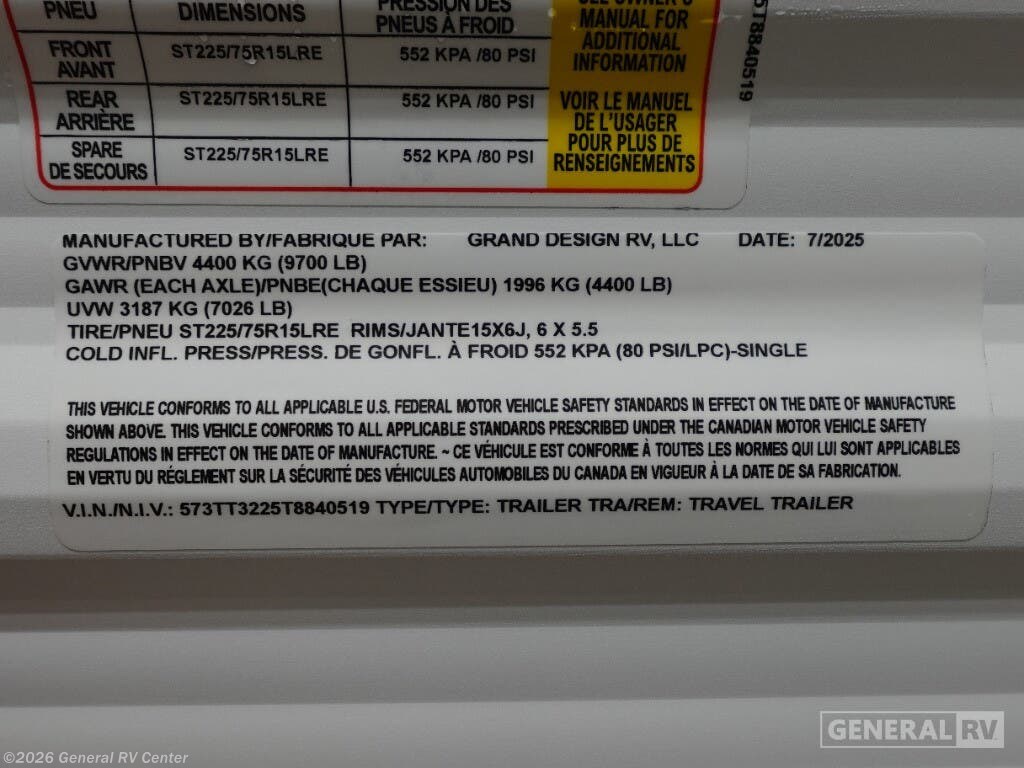 PNEU DIMENSIONS PRESSION DES
PNEUS À FROID
SEE OWNER'S
MANUAL FOR
ADDITIONAL
INFORMATION
FRONT
AVANT ST225/75R15LRE 552 KPA /80 PSI
REAR
ARRIÈRE ST225/75R15LRE 552 KPA /80 PSI
SPARE
DE SECOURS ST225/75R15LRE 552 KPA /80 PSI
VOIR LE MANUEL
DE L'USAGER
POUR PLUS DE
RENSEIGNEMENTS
5T8840519
MANUFACTURED BY/FABRIQUE PAR: GRAND DESIGN RV, LLC DATE: 7/2025
GVWR/PNBV 4400 KG (9700 LB)
GAWR (EACH AXLE)/PNBE(CHAQUE ESSIEU) 1996 KG (4400 LB)
UVW 3187 KG (7026 LB)
TIRE/PNEU ST225/75R15LRE RIMS/JANTE15X6J, 6 X 5.5
COLD INFL. PRESS/PRESS. DE GONFL. À FROID 552 KPA (80 PSI/LPC)-SINGLE
THIS VEHICLE CONFORMS TO ALL APPLICABLE U.S. FEDERAL MOTOR VEHICLE SAFETY STANDARDS IN EFFECT ON THE DATE OF MANUFACTURE
SHOWN ABOVE. THIS VEHICLE CONFORMS TO ALL APPLICABLE STANDARDS PRESCRIBED UNDER THE CANADIAN MOTOR VEHICLE SAFETY
REGULATIONS IN EFFECT ON THE DATE OF MANUFACTURE. ~ CE VÉHICULE EST CONFORME À TOUTES LES NORMES QUI LUI SONT APPLICABLES
EN VERTU DU RÉGLEMENT SUR LA SÉCURITÉ DES VÉHICULES AUTOMOBILES DU CANADA EN VIGUEUR À LA DATE DE SA FABRICATION.
V.I.N./N.I.V.: 573TT3225T8840519 TYPE/TYPE: TRAILER TRA/REM: TRAVEL TRAILER
GENERAL RV
©2026 General RV Center